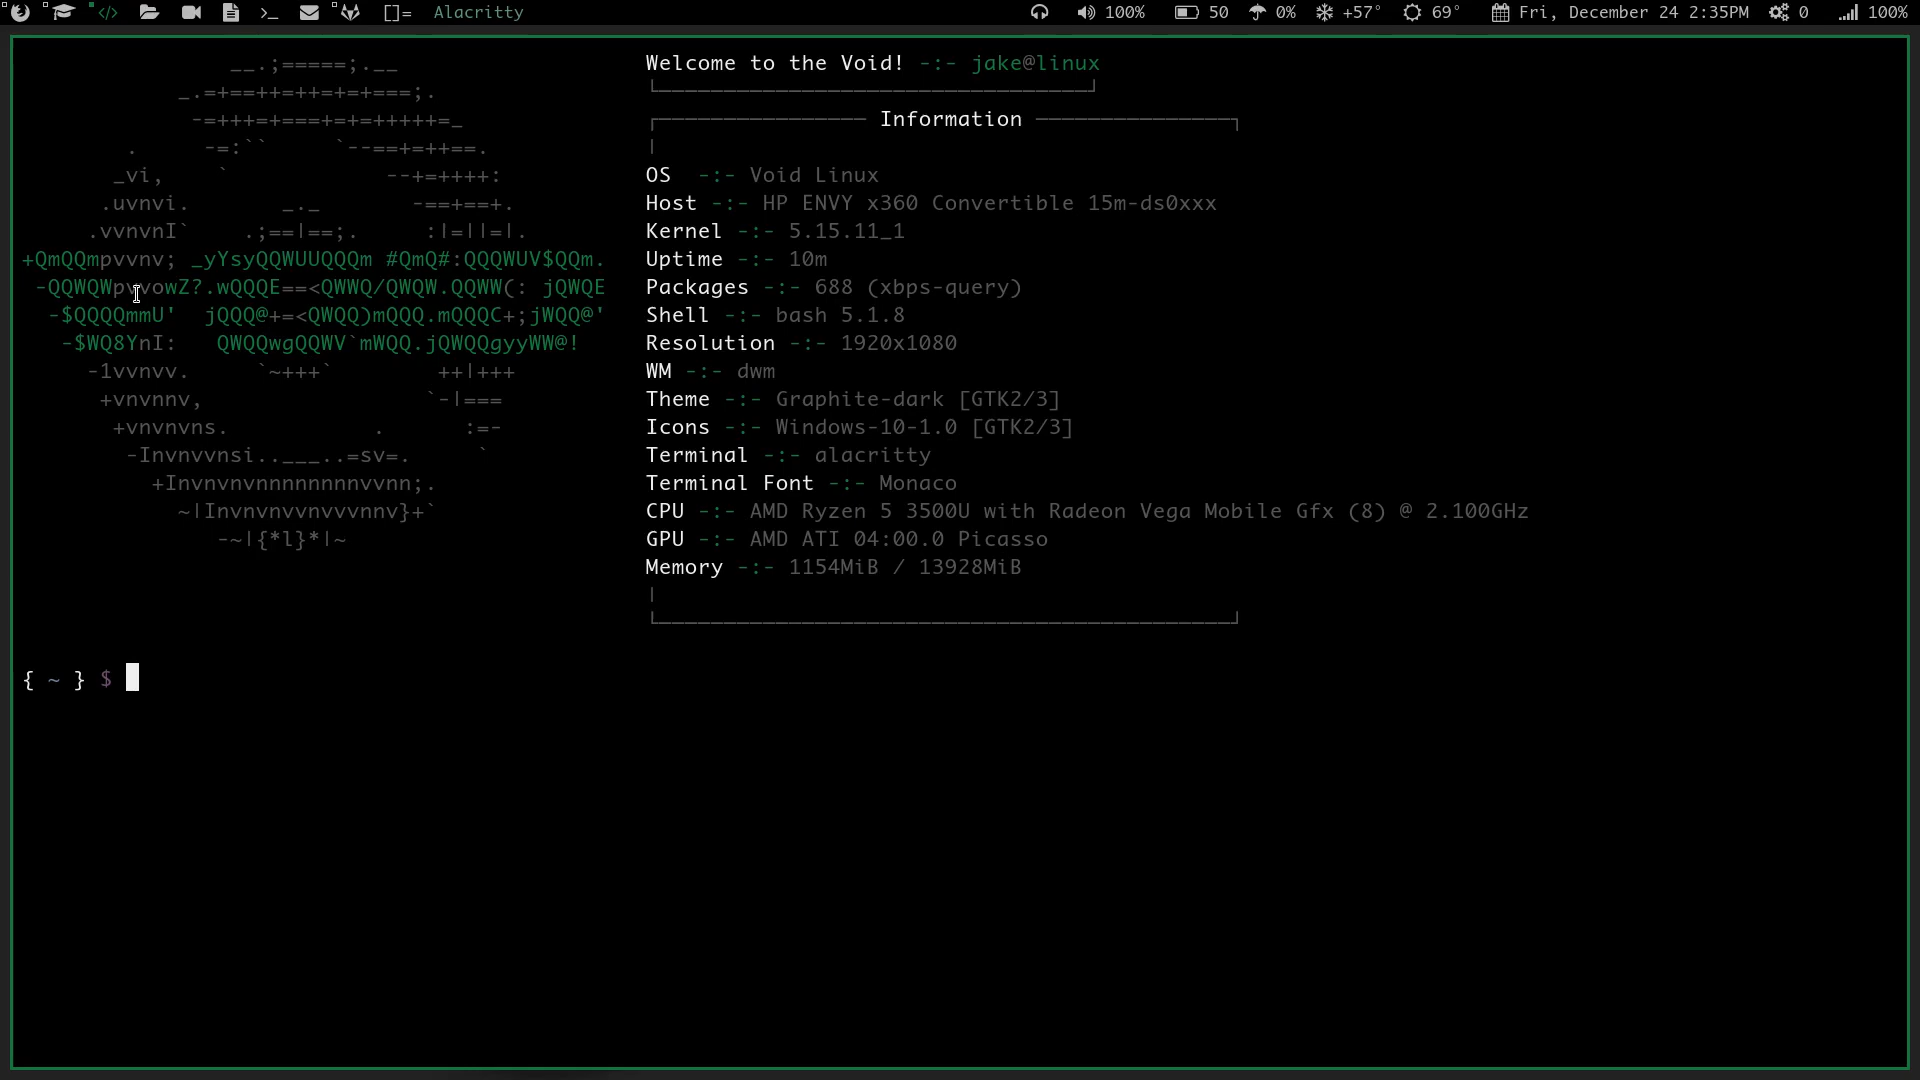 []= Alacritty 100% 50 0% +57° 69° Fri, December 24 2:35PM 0 100%
Welcome to the Void! -:- jake@linux
Information
OS -:- Void Linux
Host -:- HP ENVY x360 Convertible 15m-ds0xxx
Kernel -:- 5.15.11_1
Uptime -:- 10m
Packages -:- 688 (xbps-query)
Shell -:- bash 5.1.8
Resolution -:- 1920x1080
WM -:- dwm
Theme -:- Graphite-dark [GTK2/3]
Icons -:- Windows-10-1.0 [GTK2/3]
Terminal -:- alacritty
Terminal Font -:- Monaco
CPU -:- AMD Ryzen 5 3500U with Radeon Vega Mobile Gfx (8) @ 2.100GHz
GPU -:- AMD ATI 04:00.0 Picasso
Memory -:- 1154MiB / 13928MiB
{ ~ } $